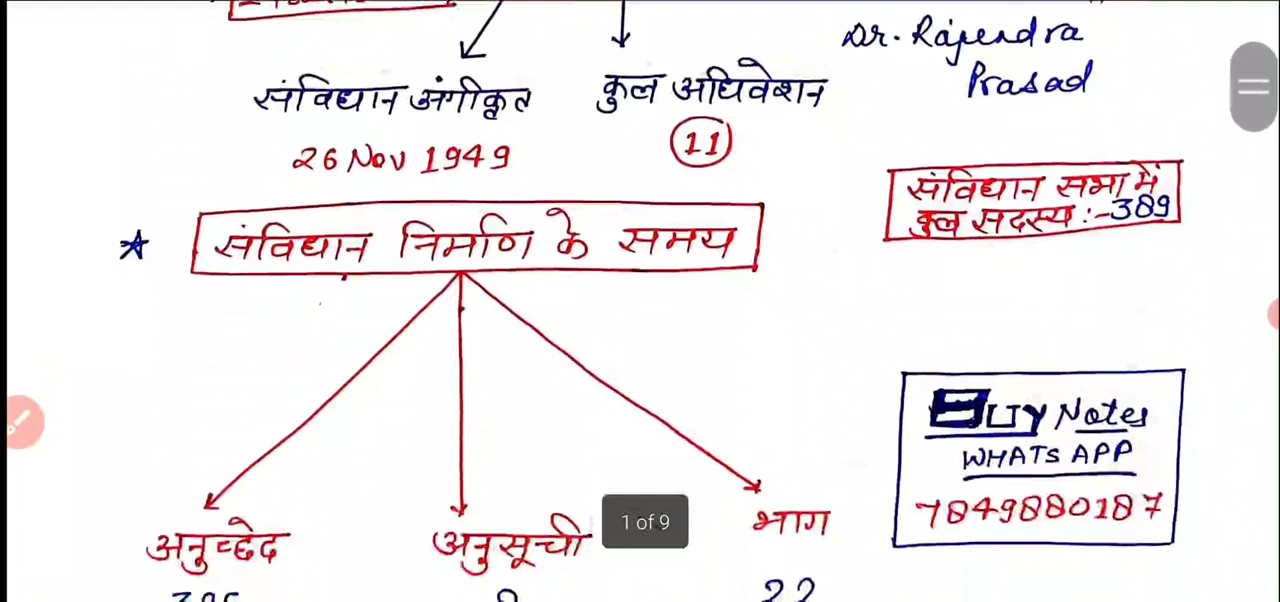 Dr. Rajendra
Prasad
संविधान अंगीकृत
कुल अधिवेशन
26 Nov 1949
11
संविधान सभा में
कुल सदस्य :- 389
संविधान निर्माण के समय
LTY Notes
WHATs APP
7849880187
1 of 9
अनुच्छेद
अनुसूची
भाग
22